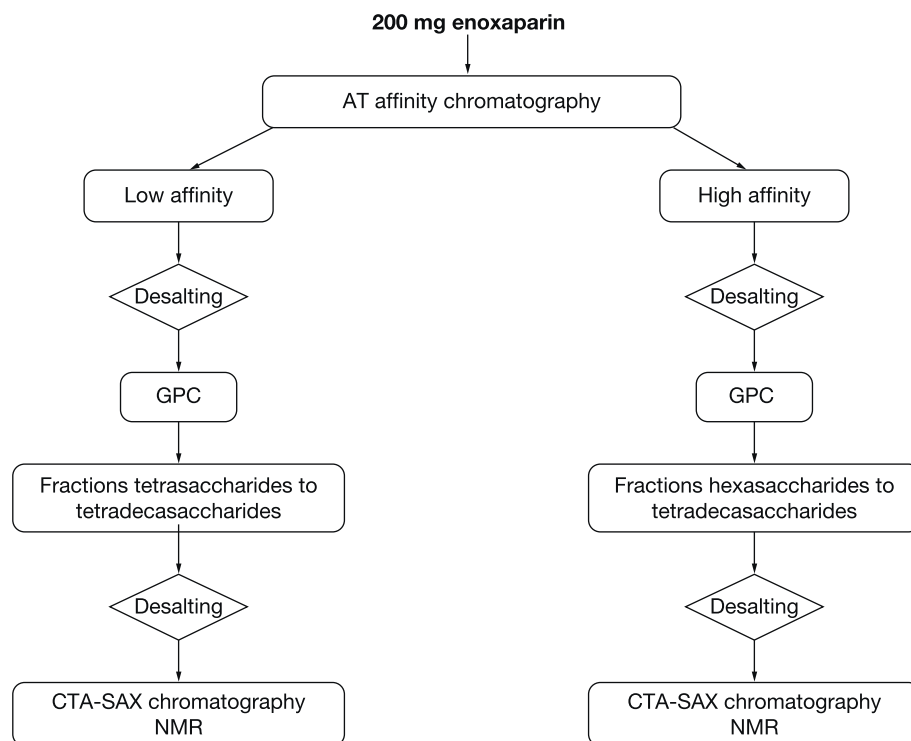 200 mg enoxaparin
AT affinity chromatography
Low affinity
High affinity
Desalting
Desalting
GPC
GPC
Fractions tetrasaccharides to
tetradecasaccharides
Fractions hexasaccharides to
tetradecasaccharides
Desalting
Desalting
CTA-SAX chromatography
NMR
CTA-SAX chromatography
NMR